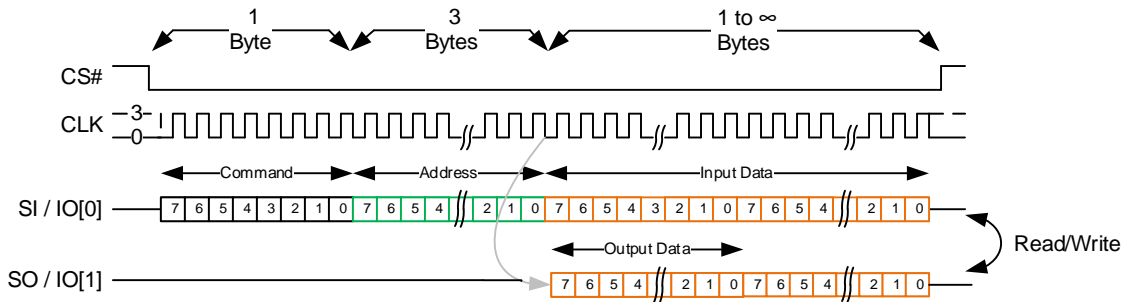 1 3 1 to ∞
Byte Bytes Bytes
CS#
3
CLK
0
Command Address Input Data
SI / IO[0] 7 6 5 4 3 2 1 0 7 6 5 4 2 1 0 7 6 5 4 3 2 1 0 7 6 5 4 2 1 0
Read/Write
Output Data
SO / IO[1] 7 6 5 4 2 1 0 7 6 5 4 2 1 0